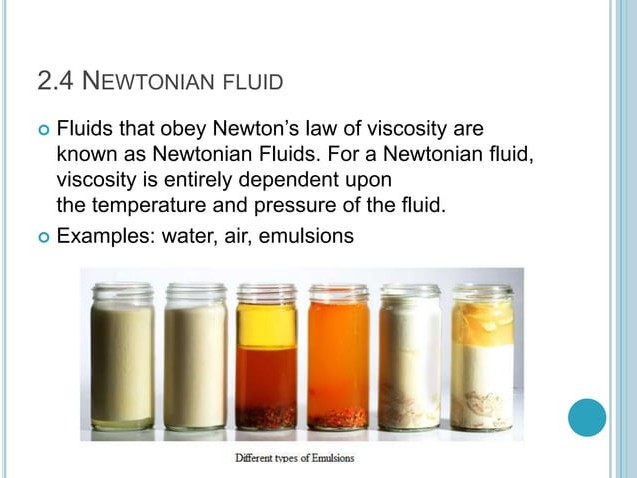 2.4 NEWTONIAN FLUID
Fluids that obey Newton’s law of viscosity are
known as Newtonian Fluids. For a Newtonian fluid,
viscosity is entirely dependent upon
the temperature and pressure of the fluid.
Examples: water, air, emulsions
Different types of Emulsions